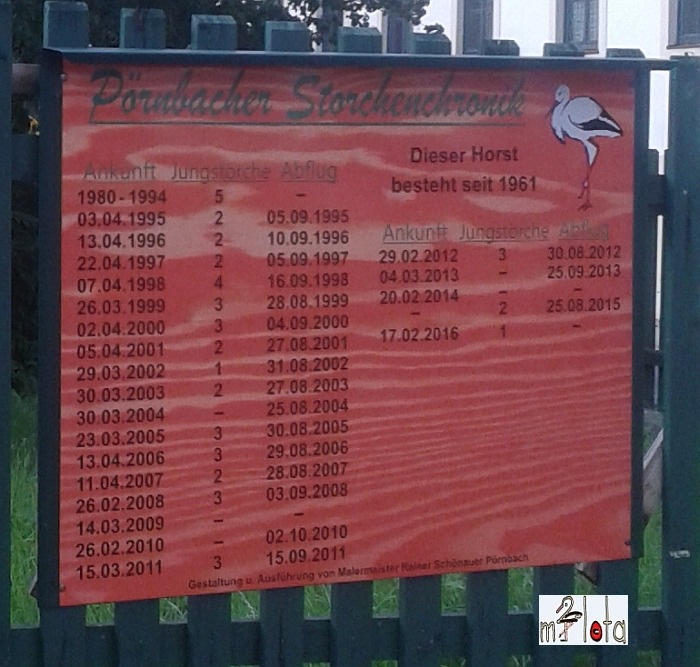 Pörnbacher Storchenchronik
Ankunft Jungstörche Abflug
1980 - 1994 5 –
03.04.1995 2 05.09.1995
13.04.1996 2 10.09.1996
22.04.1997 2 05.09.1997
07.04.1998 4 16.09.1998
26.03.1999 3 28.08.1999
02.04.2000 3 04.09.2000
05.04.2001 2 27.08.2001
29.03.2002 1 31.08.2002
30.03.2003 2 27.08.2003
30.03.2004 – 25.08.2004
23.03.2005 3 30.08.2005
13.04.2006 3 29.08.2006
11.04.2007 2 28.08.2007
26.02.2008 3 03.09.2008
14.03.2009 – –
26.02.2010 – 02.10.2010
15.03.2011 3 15.09.2011
Dieser Horst
besteht seit 1961
Ankunft Jungstörche Abflug
29.02.2012 3 30.08.2012
04.03.2013 – 25.09.2013
20.02.2014 – –
– 2 25.08.2015
17.02.2016 1 –
Gestaltung u. Ausführung von Malermeister Rainer Schönauer Pörnbach